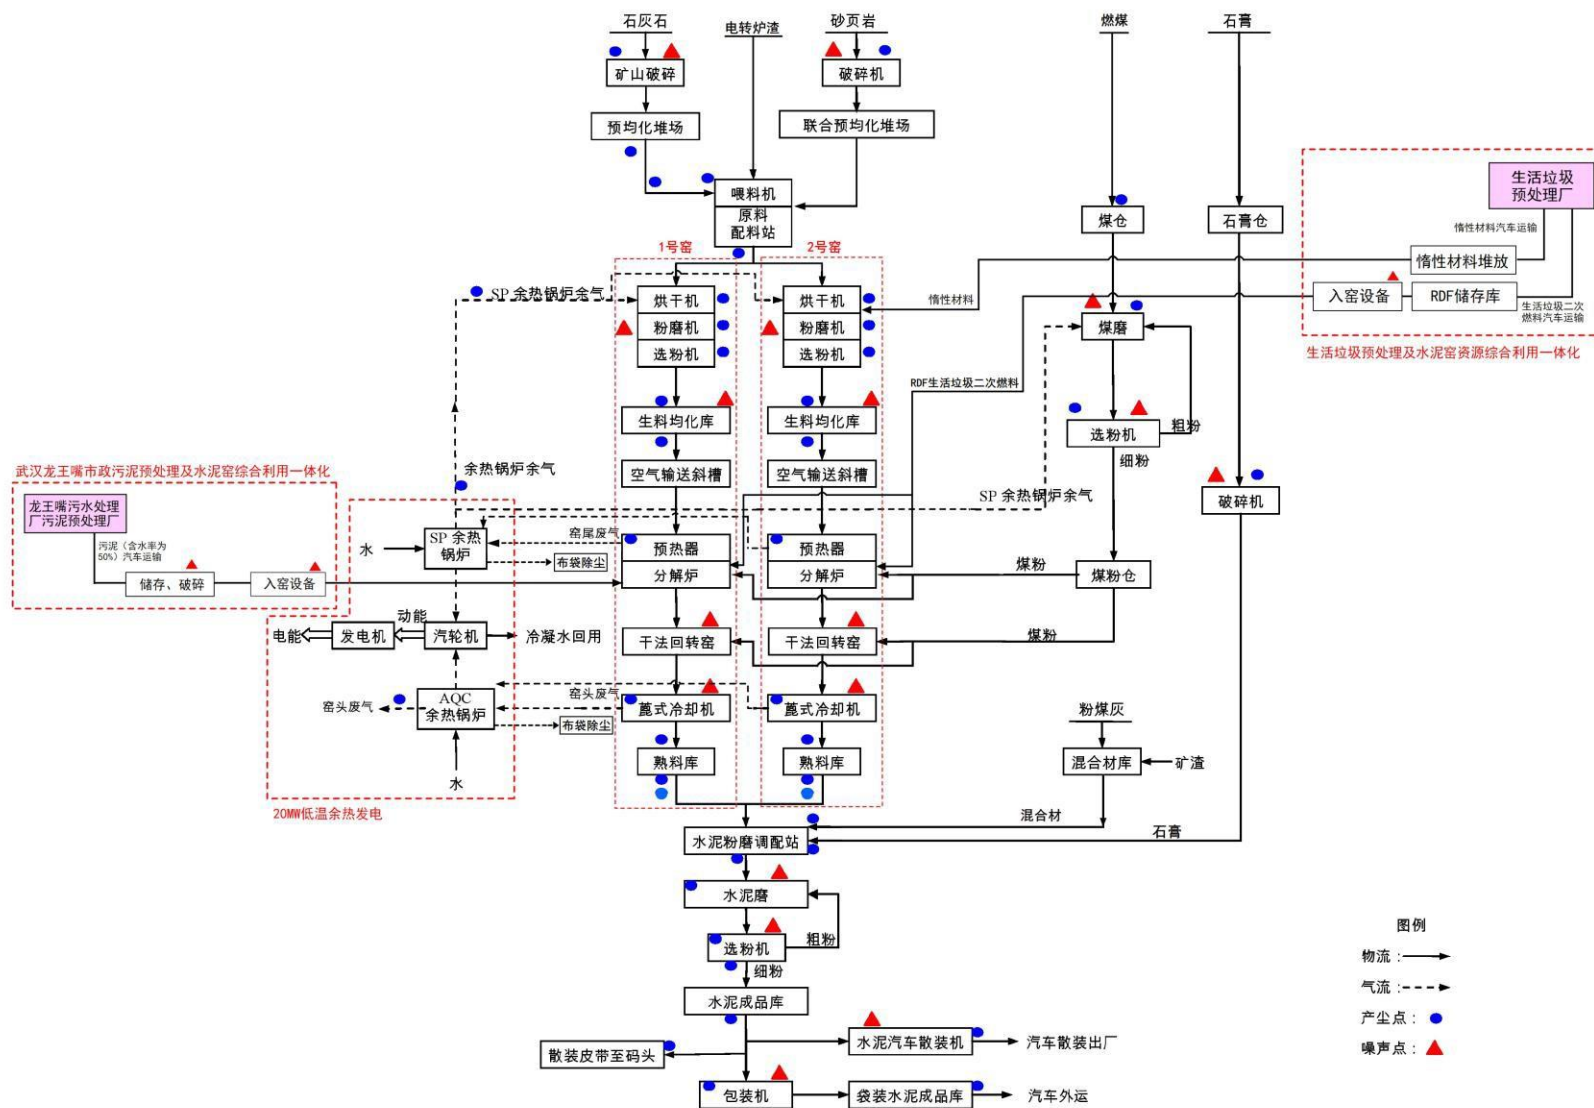 石灰石
电转炉渣
砂页岩
燃煤
石膏
矿山破碎
破碎机
预均化堆场
联合预均化堆场
喂料机
原料
配料站
煤仓
石膏仓
生活垃圾
预处理厂
惰性材料汽车运输
惰性材料堆放
入窑设备
RDF储存库
生活垃圾二次
燃料汽车运输
生活垃圾预处理及水泥窑资源综合利用一体化
1号窑
2号窑
SP 余热锅炉余气
烘干机
粉磨机
选粉机
烘干机
粉磨机
选粉机
惰性材料
煤磨
RDF生活垃圾二次燃料
生料均化库
生料均化库
选粉机
粗粉
细粉
空气输送斜槽
空气输送斜槽
武汉龙王嘴市政污泥预处理及水泥窑综合利用一体化
余热锅炉余气
SP 余热锅炉余气
破碎机
龙王嘴污水处理
厂污泥预处理厂
污泥（含水率为
50%）汽车运输
储存、破碎
入窑设备
水
SP 余热
锅炉
窑尾废气
布袋除尘
预热器
分解炉
预热器
分解炉
煤粉
煤粉仓
电能
发电机
动能
汽轮机
冷凝水回用
干法回转窑
干法回转窑
煤粉
窑头废气
AQC
余热锅炉
窑头废气
布袋除尘
水
篦式冷却机
篦式冷却机
粉煤灰
混合材库
矿渣
熟料库
熟料库
20MW低温余热发电
混合材
石膏
水泥粉磨调配站
水泥磨
选粉机
粗粉
细粉
水泥成品库
散装皮带至码头
水泥汽车散装机
汽车散装出厂
包装机
袋装水泥成品库
汽车外运
图例
物流：
气流：
产尘点：
噪声点：